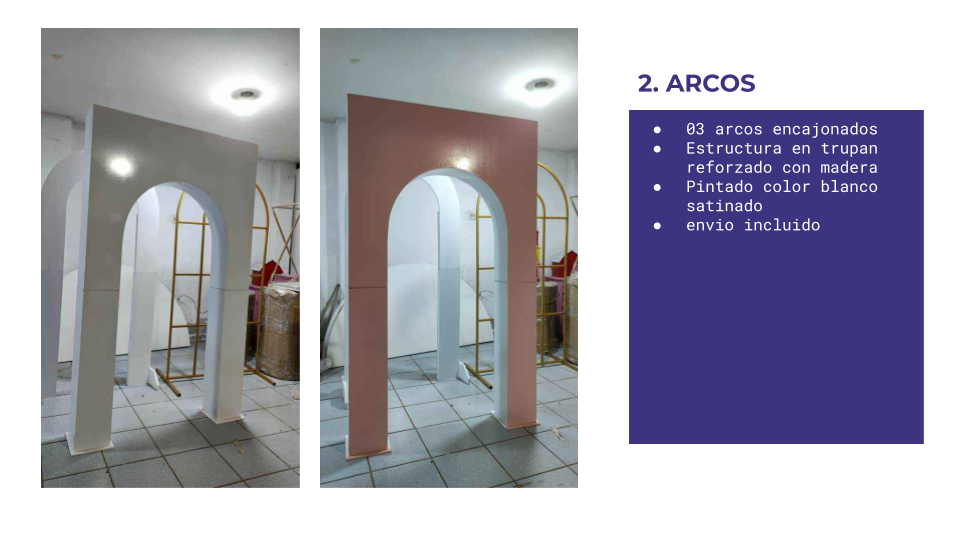 2. ARCOS
● 03 arcos encajonados
● Estructura en trupan
reforzado con madera
● Pintado color blanco
satinado
● envio incluido